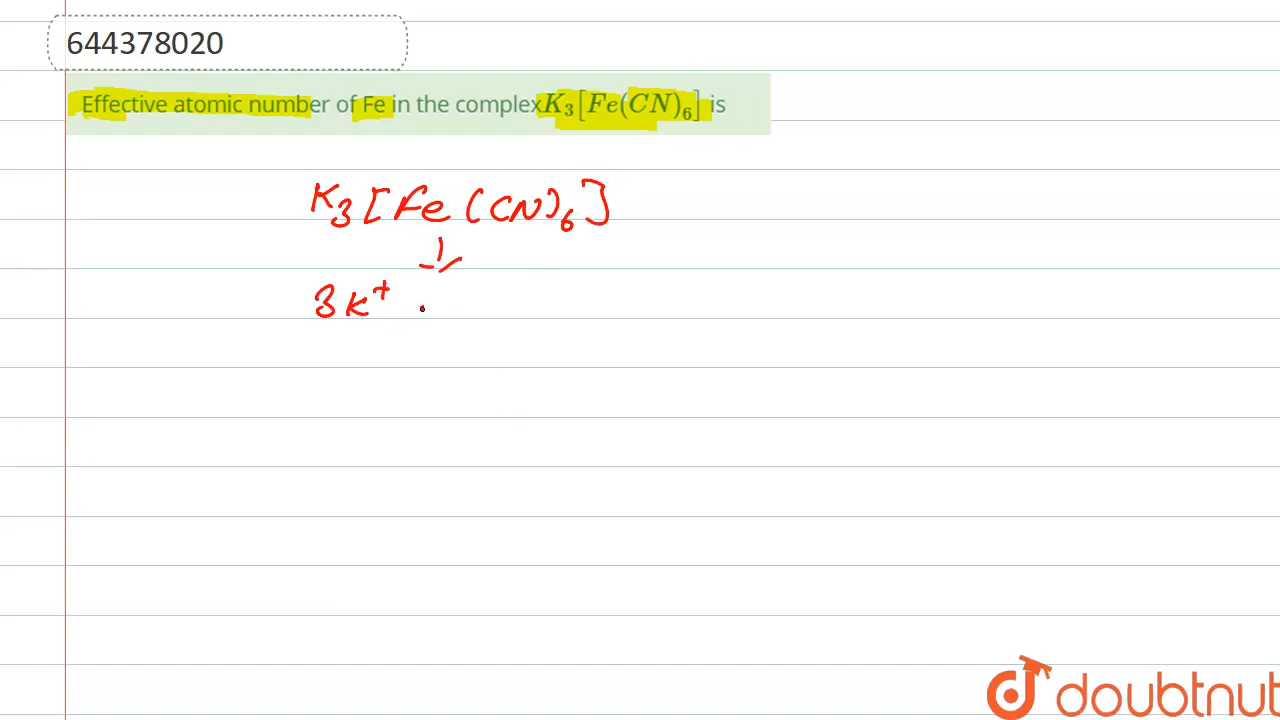 644378020
Effective atomic number of Fe in the complex K₃[Fe(CN)₆] is
K₃[Fe(CN)₆]
3K⁺
doubtnut